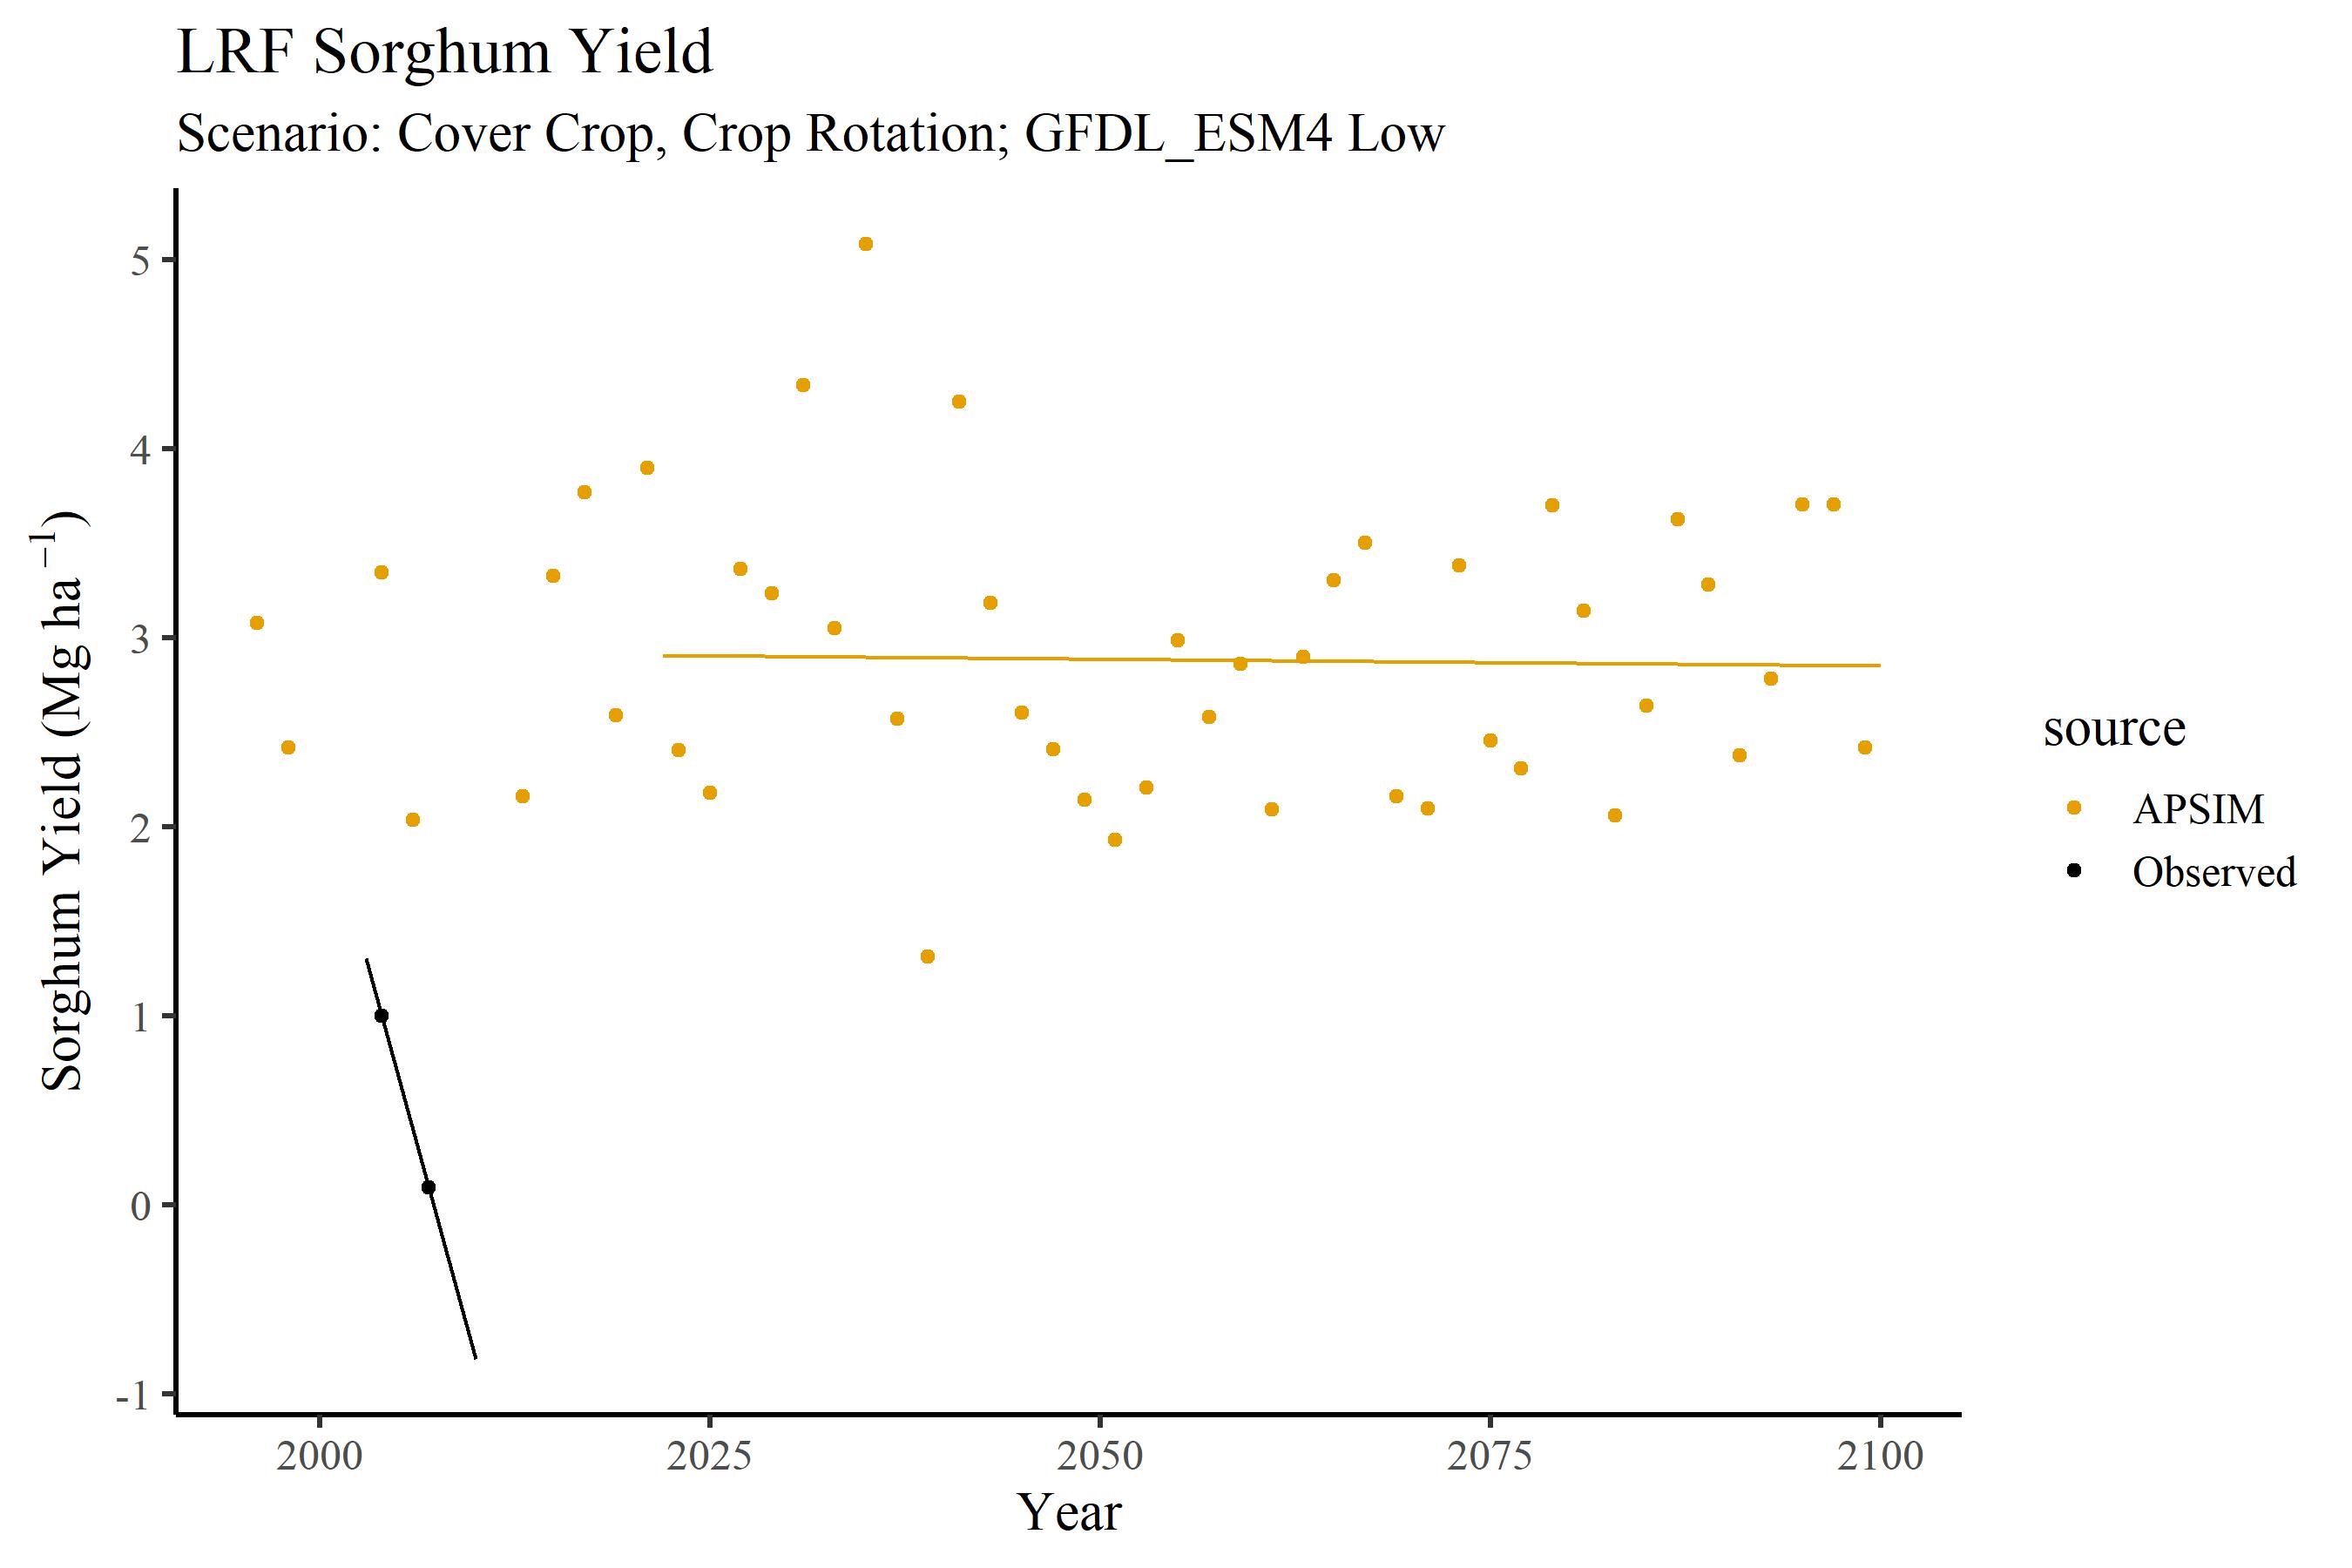 LRF Sorghum Yield
Scenario: Cover Crop, Crop Rotation; GFDL_ESM4 Low
Sorghum Yield (Mg ha⁻¹)
5
4
3
2
1
0
-1
2000
2025
2050
2075
2100
Year
source
APSIM
Observed